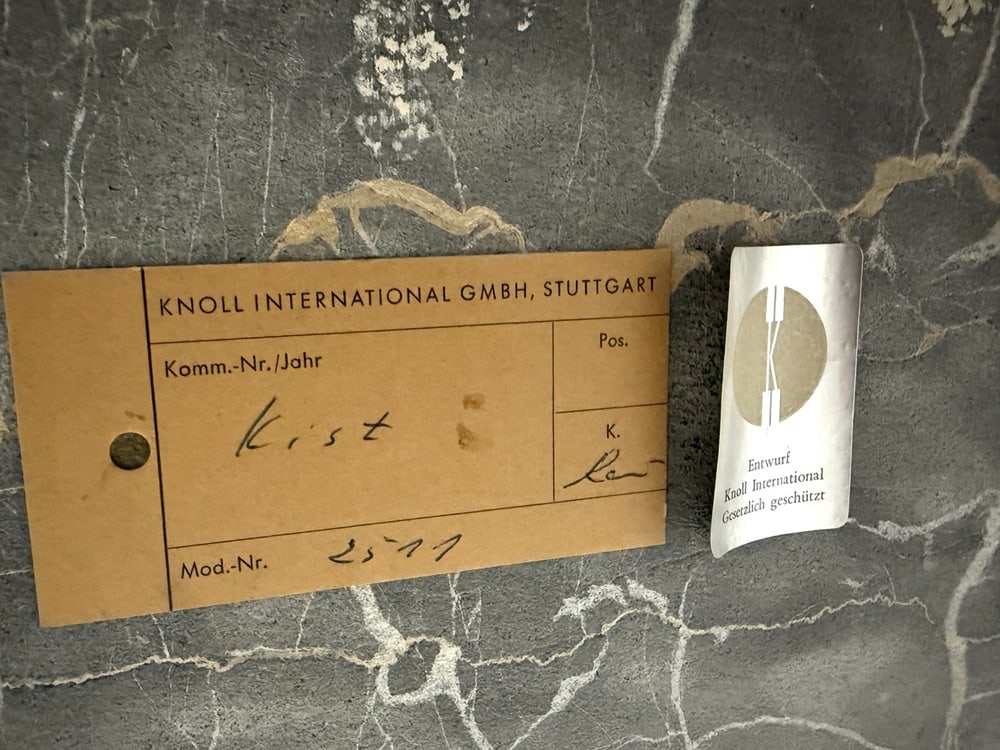 KNOLL INTERNATIONAL GMBH, STUTTGART
Komm.-Nr./Jahr
Kist
Pos.
K.
Mod.-Nr. 2511
Entwurf
Knoll International
Gesetzlich geschützt